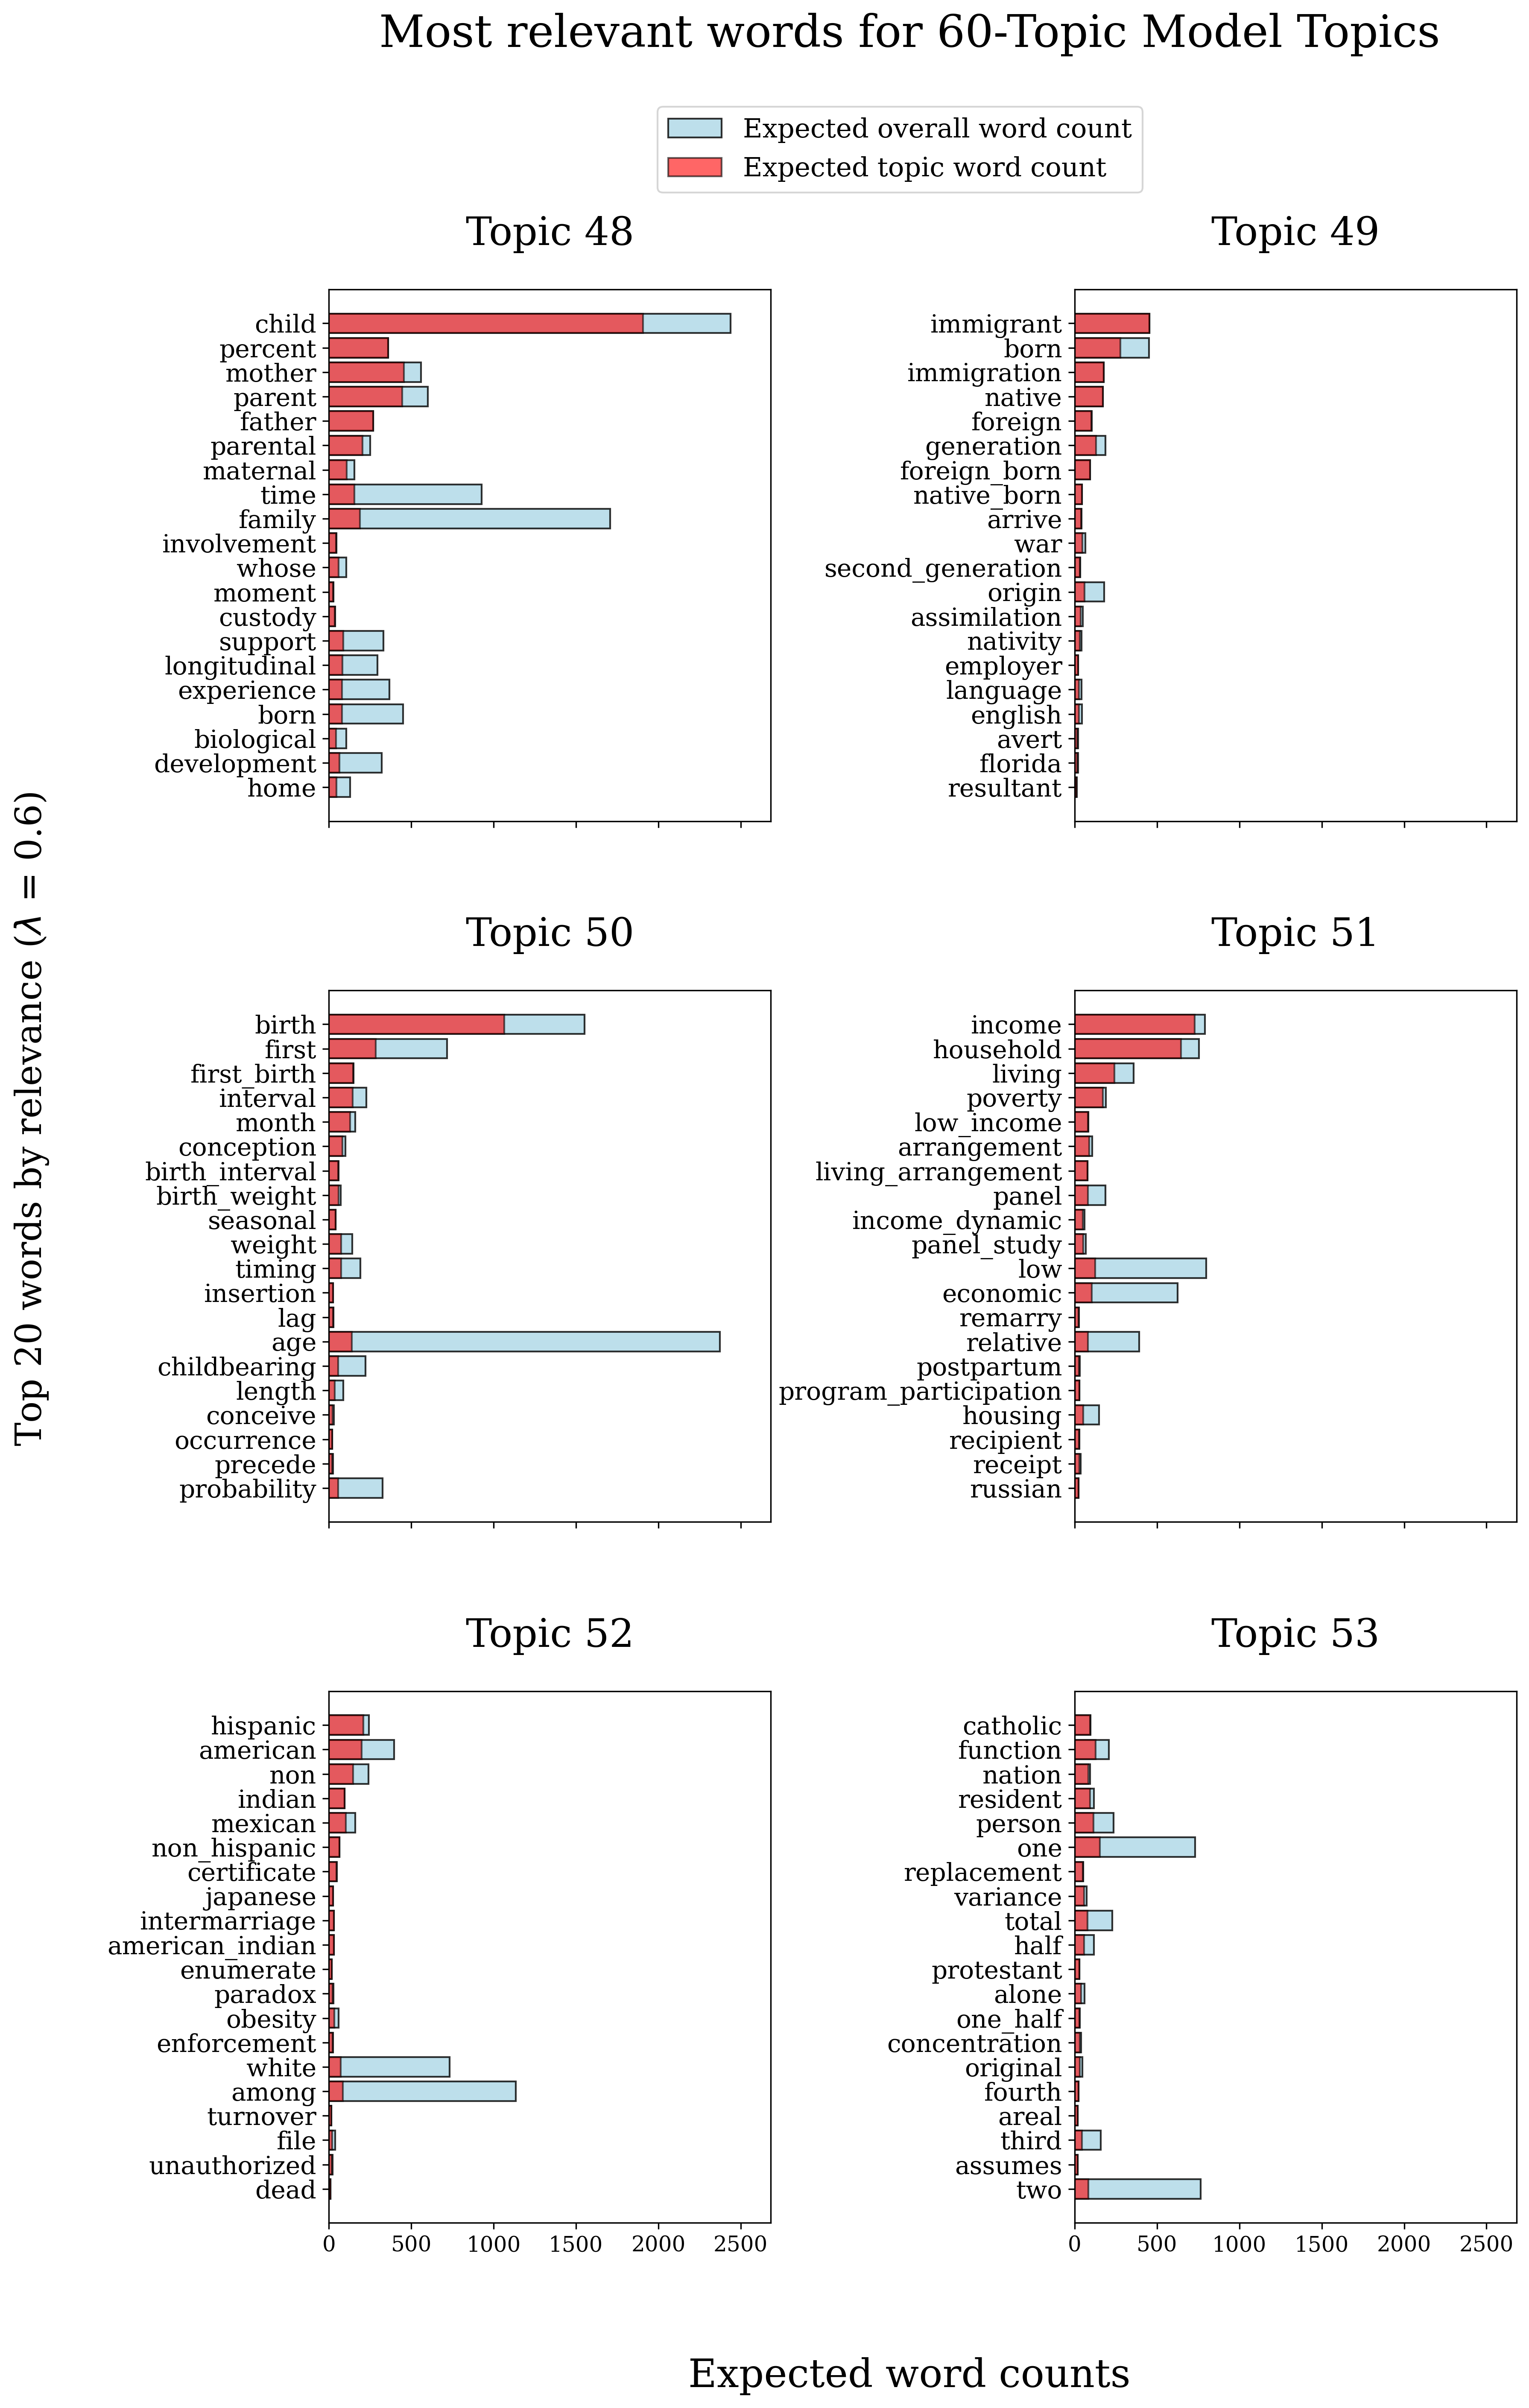 Most relevant words for 60-Topic Model Topics
Expected overall word count
Expected topic word count
Top 20 words by relevance (λ = 0.6)
Topic 48
child
percent
mother
parent
father
parental
maternal
time
family
involvement
whose
moment
custody
support
longitudinal
experience
born
biological
development
home
Topic 49
immigrant
born
immigration
native
foreign
generation
foreign_born
native_born
arrive
war
second_generation
origin
assimilation
nativity
employer
language
english
avert
florida
resultant
Topic 50
birth
first
first_birth
interval
month
conception
birth_interval
birth_weight
seasonal
weight
timing
insertion
lag
age
childbearing
length
conceive
occurrence
precede
probability
Topic 51
income
household
living
poverty
low_income
arrangement
living_arrangement
panel
income_dynamic
panel_study
low
economic
remarry
relative
postpartum
program_participation
housing
recipient
receipt
russian
Topic 52
hispanic
american
non
indian
mexican
non_hispanic
certificate
japanese
intermarriage
american_indian
enumerate
paradox
obesity
enforcement
white
among
turnover
file
unauthorized
dead
0 500 1000 1500 2000 2500
Topic 53
catholic
function
nation
resident
person
one
replacement
variance
total
half
protestant
alone
one_half
concentration
original
fourth
areal
third
assumes
two
0 500 1000 1500 2000 2500
Expected word counts